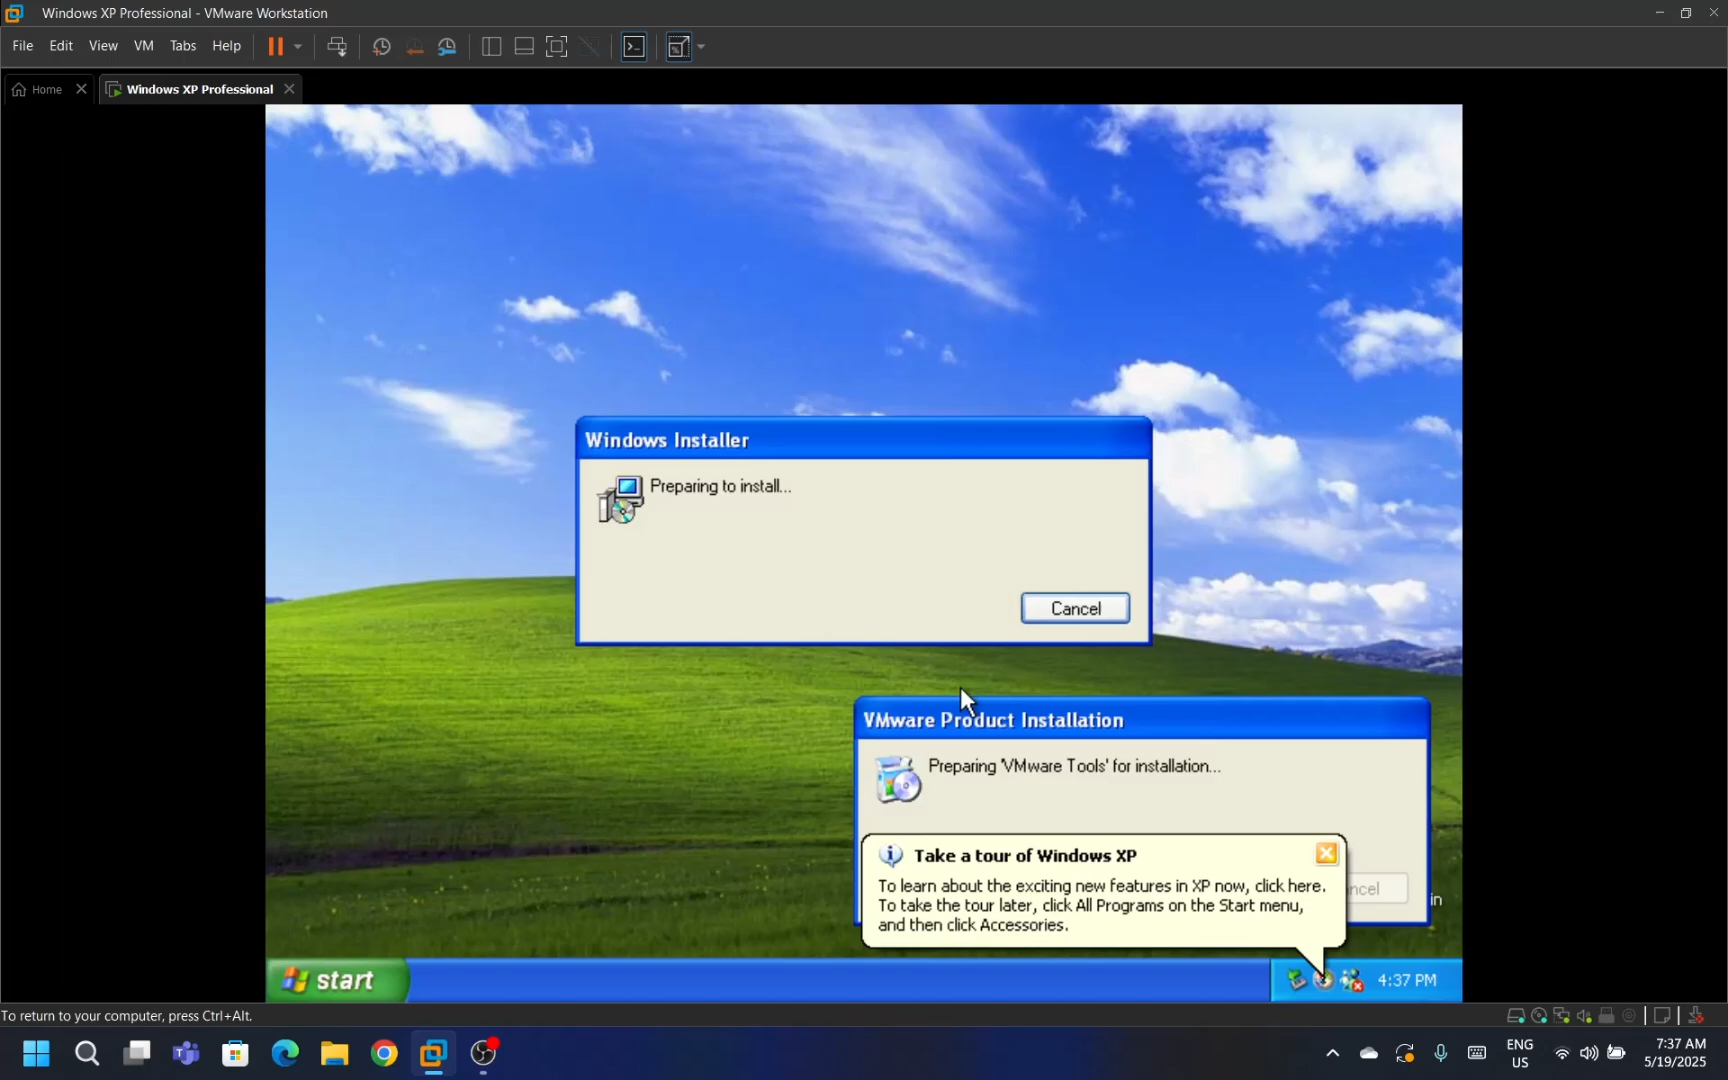 Windows XP Professional - VMware Workstation
File Edit View VM Tabs Help
Home
Windows XP Professional
Windows Installer
Preparing to install...
Cancel
VMware Product Installation
Preparing 'VMware Tools' for installation...
Take a tour of Windows XP
To learn about the exciting new features in XP now, click here.
To take the tour later, click All Programs on the Start menu,
and then click Accessories.
ncel
in
start
4:37 PM
To return to your computer, press Ctrl+Alt.
ENG
US
7:37 AM
5/19/2025